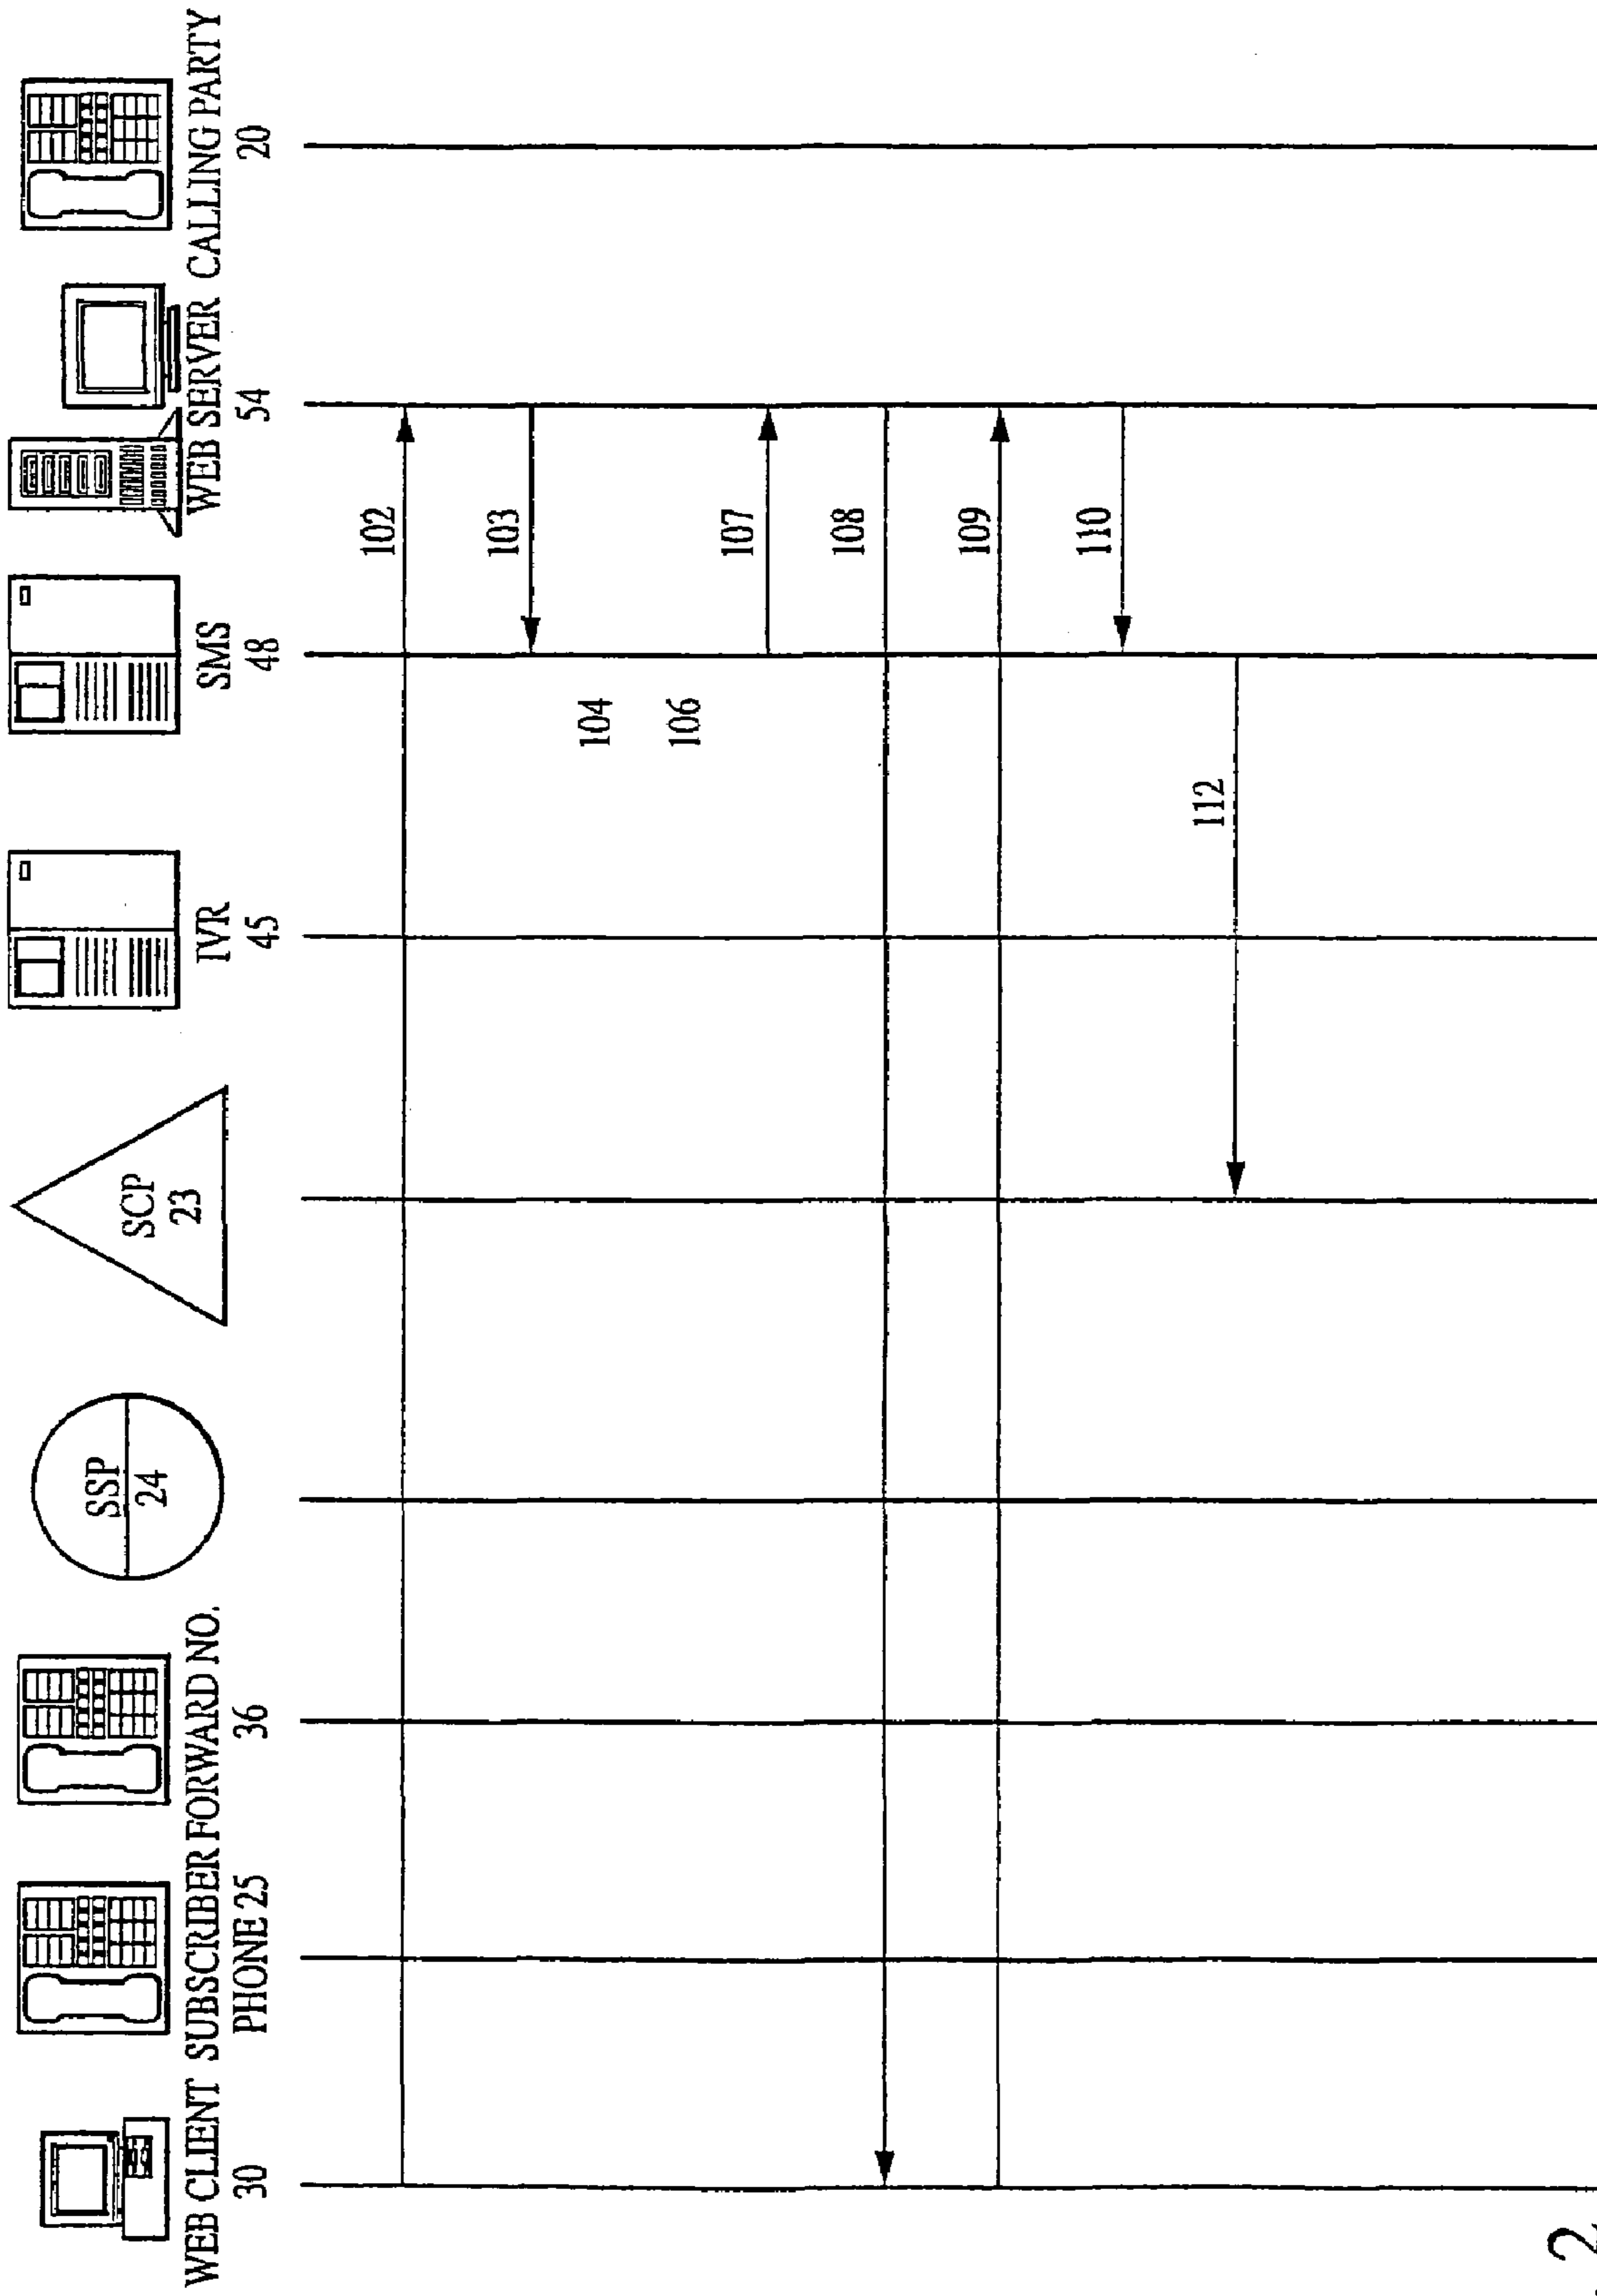 WEB CLIENT
30
SUBSCRIBER
PHONE 25
FORWARD NO.
36
SSP
24
SCP
23
IVR
45
SMS
48
WEB SERVER
54
CALLING PARTY
20
102
103
104
106
107
108
109
110
112
2